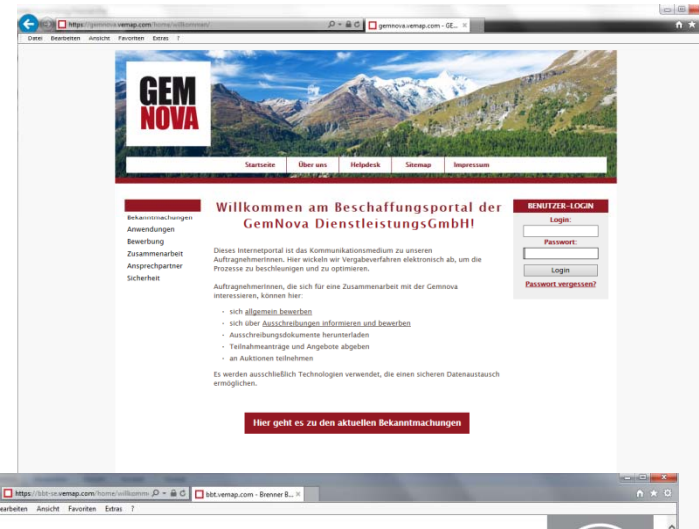 https://gemnova.vemap.com/home/willkommen/
gemnova.vemap.com - GE...
Datei Bearbeiten Ansicht Favoriten Extras ?
GEM
NOVA
Startseite Über uns Helpdesk Sitemap Impressum
Bekanntmachungen
Anwendungen
Bewerbung
Zusammenarbeit
Ansprechpartner
Sicherheit
Willkommen am Beschaffungsportal der
GemNova DienstleistungsGmbH!
Dieses Internetportal ist das Kommunikationsmedium zu unseren
AuftragnehmerInnen. Hier wickeln wir Vergabeverfahren elektronisch ab, um die
Prozesse zu beschleunigen und zu optimieren.
AuftragnehmerInnen, die sich für eine Zusammenarbeit mit der Gemnova
interessieren, können hier:
· sich allgemein bewerben
· sich über Ausschreibungen informieren und bewerben
· Ausschreibungsdokumente herunterladen
· Teilnahmeanträge und Angebote abgeben
· an Auktionen teilnehmen
Es werden ausschließlich Technologien verwendet, die einen sicheren Datenaustausch
ermöglichen.
Hier geht es zu den aktuellen Bekanntmachungen
BENUTZER-LOGIN
Login:
Passwort:
Login
Passwort vergessen?
https://bbt-se.vemap.com/home/willkomm
bbt.vemap.com - Brenner B...
earbeiten Ansicht Favoriten Extras ?